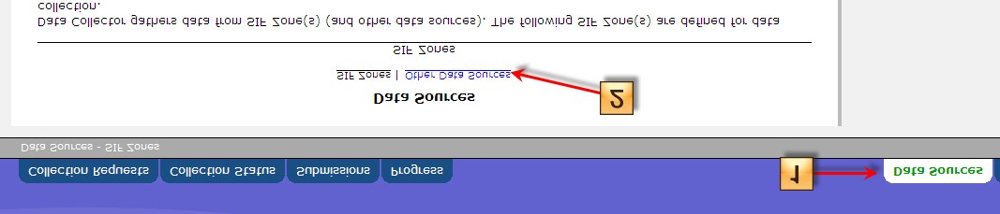 Collection Requests
Collection Status
Submissions
Progress
1
Data Sources
Data Sources - SIF Zones
Data Sources
2
SIF Zones | Other Data Sources
SIF Zones
Data Collector gathers data from SIF Zone(s) (and other data sources). The following SIF Zone(s) are defined for data
collection.